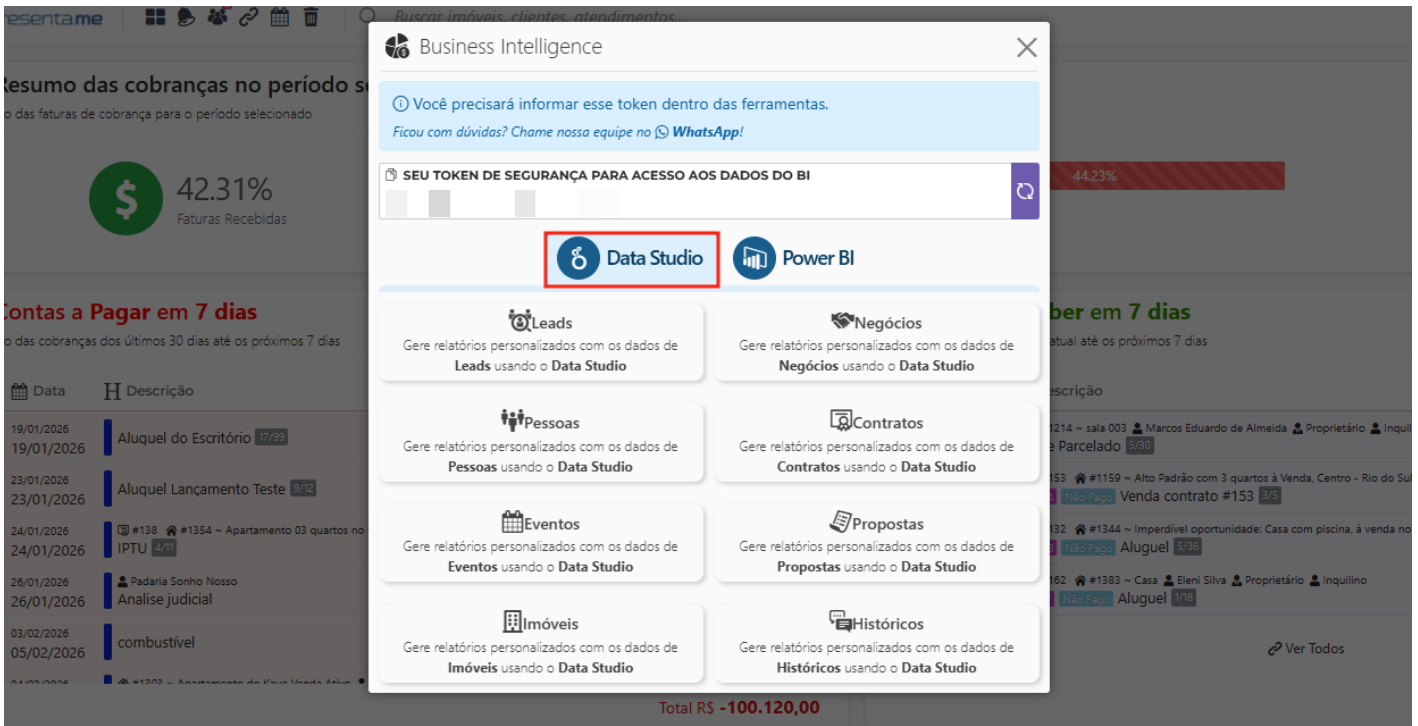 resentame
Buscar imóveis, clientes, atendimentos...
Resumo das cobranças no período se
o das faturas de cobrança para o período selecionado
42.31%
Faturas Recebidas
44.23%
Contas a Pagar em 7 dias
o das cobranças dos últimos 30 dias até os próximos 7 dias
Data Descrição
19/01/2026
19/01/2026
Aluquel do Escritório 17/99
23/01/2026
23/01/2026
Aluguel Lançamento Teste 9/12
24/01/2026
24/01/2026
#138 #1354 ~ Apartamento 03 quartos no
IPTU 4/11
26/01/2026
26/01/2026
Padaria Sonho Nosso
Analise judicial
03/02/2026
05/02/2026
combustível
Total R$ -100.120,00
Business Intelligence
Você precisará informar esse token dentro das ferramentas.
Ficou com dúvidas? Chame nossa equipe no WhatsApp!
SEU TOKEN DE SEGURANÇA PARA ACESSO AOS DADOS DO BI
Data Studio
Power BI
Leads
Gere relatórios personalizados com os dados de
Leads usando o Data Studio
Negócios
Gere relatórios personalizados com os dados de
Negócios usando o Data Studio
Pessoas
Gere relatórios personalizados com os dados de
Pessoas usando o Data Studio
Contratos
Gere relatórios personalizados com os dados de
Contratos usando o Data Studio
Eventos
Gere relatórios personalizados com os dados de
Eventos usando o Data Studio
Propostas
Gere relatórios personalizados com os dados de
Propostas usando o Data Studio
Imóveis
Gere relatórios personalizados com os dados de
Imóveis usando o Data Studio
Históricos
Gere relatórios personalizados com os dados de
Históricos usando o Data Studio
ber em 7 dias
atual até os próximos 7 dias
escrição
1214 ~ sala 003 Marcos Eduardo de Almeida Proprietário Inquil
e Parcelado 5/30
153 #1159 ~ Alto Padrão com 3 quartos à Venda, Centro - Rio do Sul
Não Pago Venda contrato #153 3/5
132 #1344 ~ Imperdível oportunidade: Casa com piscina, à venda no
Não Pago Aluguel 5/36
162 #1383 ~ Casa Eleni Silva Proprietário Inquilino
Não Pago Aluguel 1/18
Ver Todos